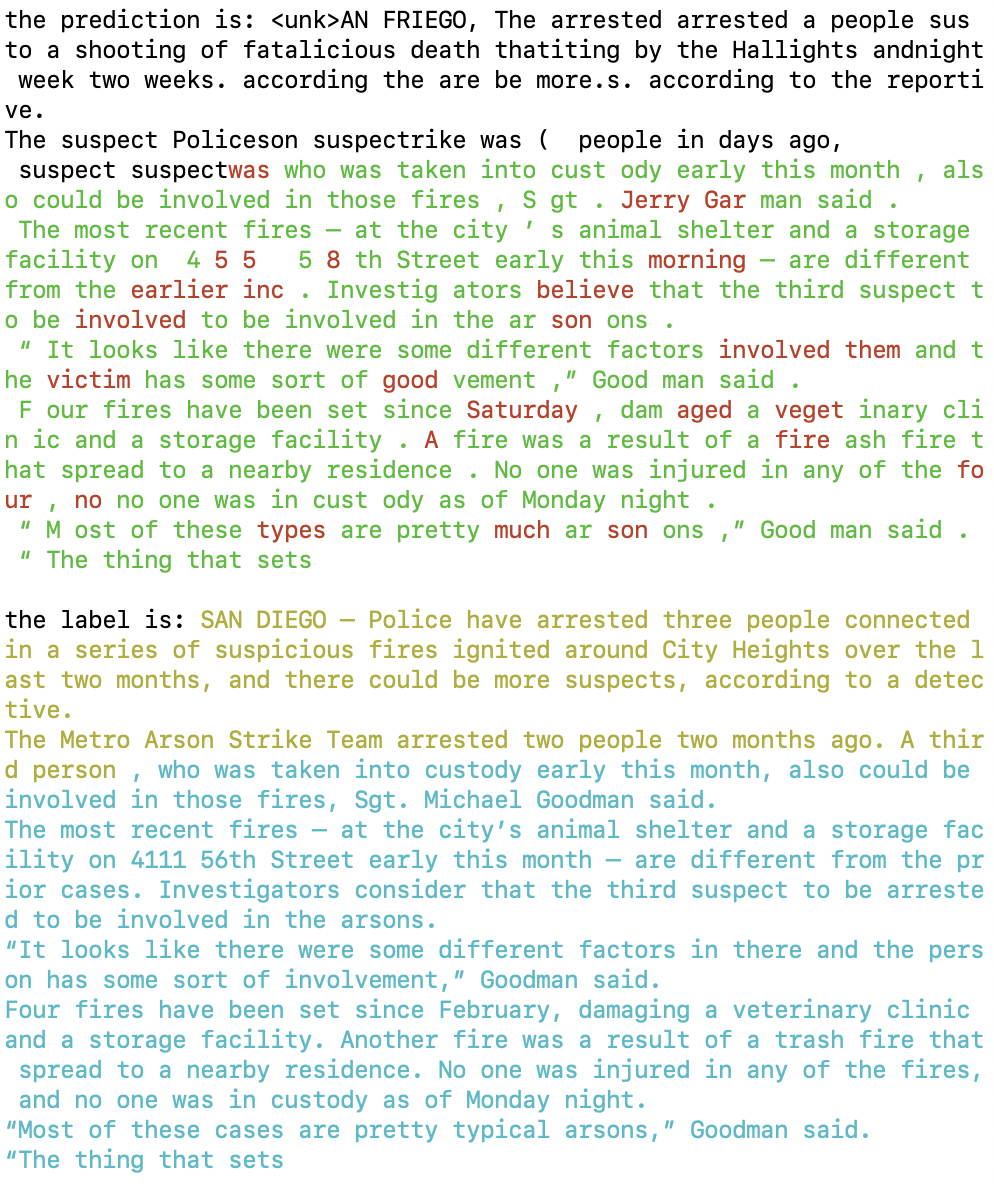 the prediction is: <unk>AN FRIEGO, The arrested arrested a people sus
to a shooting of fatalicious death thatiting by the Hallights andnight
 week two weeks. according the are be more.s. according to the reporti
ve.
The suspect Policeson suspectrike was (  people in days ago,
 suspect suspectwas who was taken into cust ody early this month , als
o could be involved in those fires , S gt . Jerry Gar man said .
 The most recent fires — at the city ’ s animal shelter and a storage
facility on  4 5 5   5 8 th Street early this morning — are different
from the earlier inc . Investig ators believe that the third suspect t
o be involved to be involved in the ar son ons .
 “ It looks like there were some different factors involved them and t
he victim has some sort of good vement ,” Good man said .
 F our fires have been set since Saturday , dam aged a veget inary cli
n ic and a storage facility . A fire was a result of a fire ash fire t
hat spread to a nearby residence . No one was injured in any of the fo
ur , no no one was in cust ody as of Monday night .
 “ M ost of these types are pretty much ar son ons ,” Good man said .
 “ The thing that sets

the label is: SAN DIEGO — Police have arrested three people connected
in a series of suspicious fires ignited around City Heights over the l
ast two months, and there could be more suspects, according to a detec
tive.
The Metro Arson Strike Team arrested two people two months ago. A thir
d person , who was taken into custody early this month, also could be
involved in those fires, Sgt. Michael Goodman said.
The most recent fires — at the city’s animal shelter and a storage fac
ility on 4111 56th Street early this month — are different from the pr
ior cases. Investigators consider that the third suspect to be arreste
d to be involved in the arsons.
“It looks like there were some different factors in there and the pers
on has some sort of involvement,” Goodman said.
Four fires have been set since February, damaging a veterinary clinic
and a storage facility. Another fire was a result of a trash fire that
 spread to a nearby residence. No one was injured in any of the fires,
 and no one was in custody as of Monday night.
“Most of these cases are pretty typical arsons,” Goodman said.
“The thing that sets